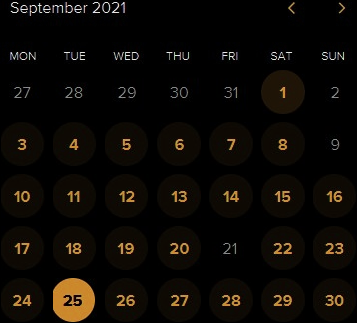 September 2021 < >
MON TUE WED THU FRI SAT SUN
27 28 29 30 31 1 2
3 4 5 6 7 8 9
10 11 12 13 14 15 16
17 18 19 20 21 22 23
24 25 26 27 28 29 30